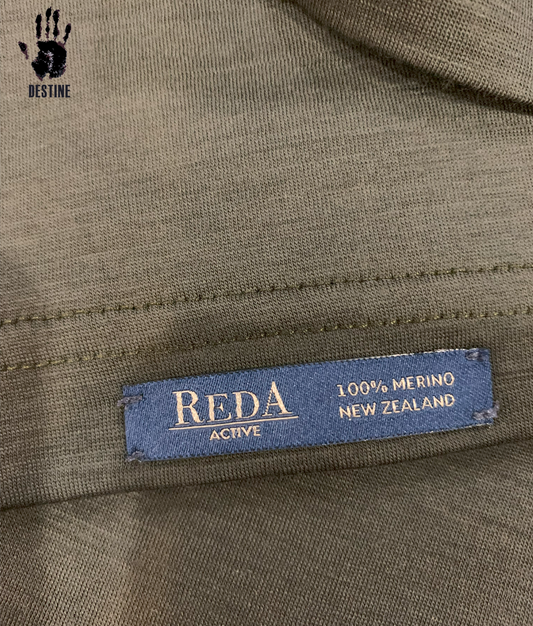 DESTINE
REDA
ACTIVE
100% MERINO
NEW ZEALAND